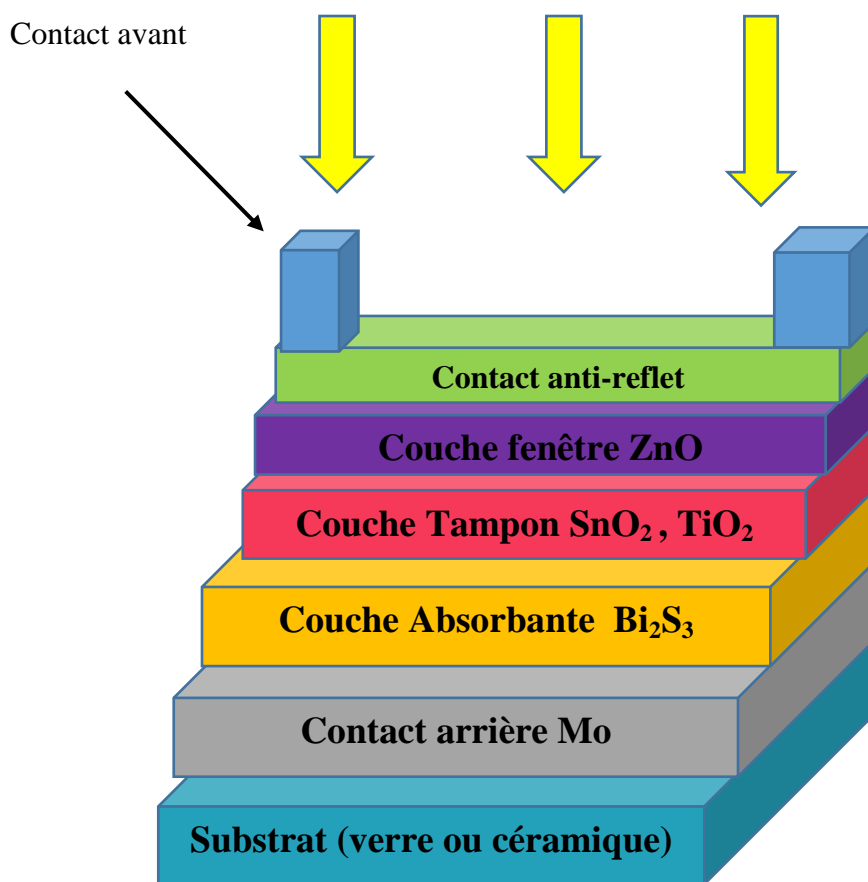 Contact avant
Contact anti-reflet
Couche fenêtre ZnO
Couche Tampon SnO₂ , TiO₂
Couche Absorbante Bi₂S₃
Contact arrière Mo
Substrat (verre ou céramique)